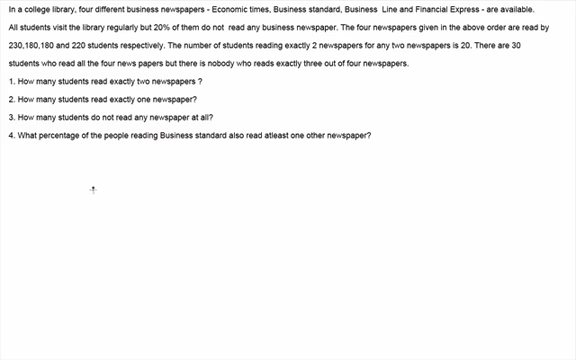 In a college library, four different business newspapers - Economic times, Business standard, Business Line and Financial Express - are available.
All students visit the library regularly but 20% of them do not read any business newspaper. The four newspapers given in the above order are read by
230,180,180 and 220 students respectively. The number of students reading exactly 2 newspapers for any two newspapers is 20. There are 30
students who read all the four news papers but there is nobody who reads exactly three out of four newspapers.
1. How many students read exactly two newspapers ?
2. How many students read exactly one newspaper?
3. How many students do not read any newspaper at all?
4. What percentage of the people reading Business standard also read atleast one other newspaper?